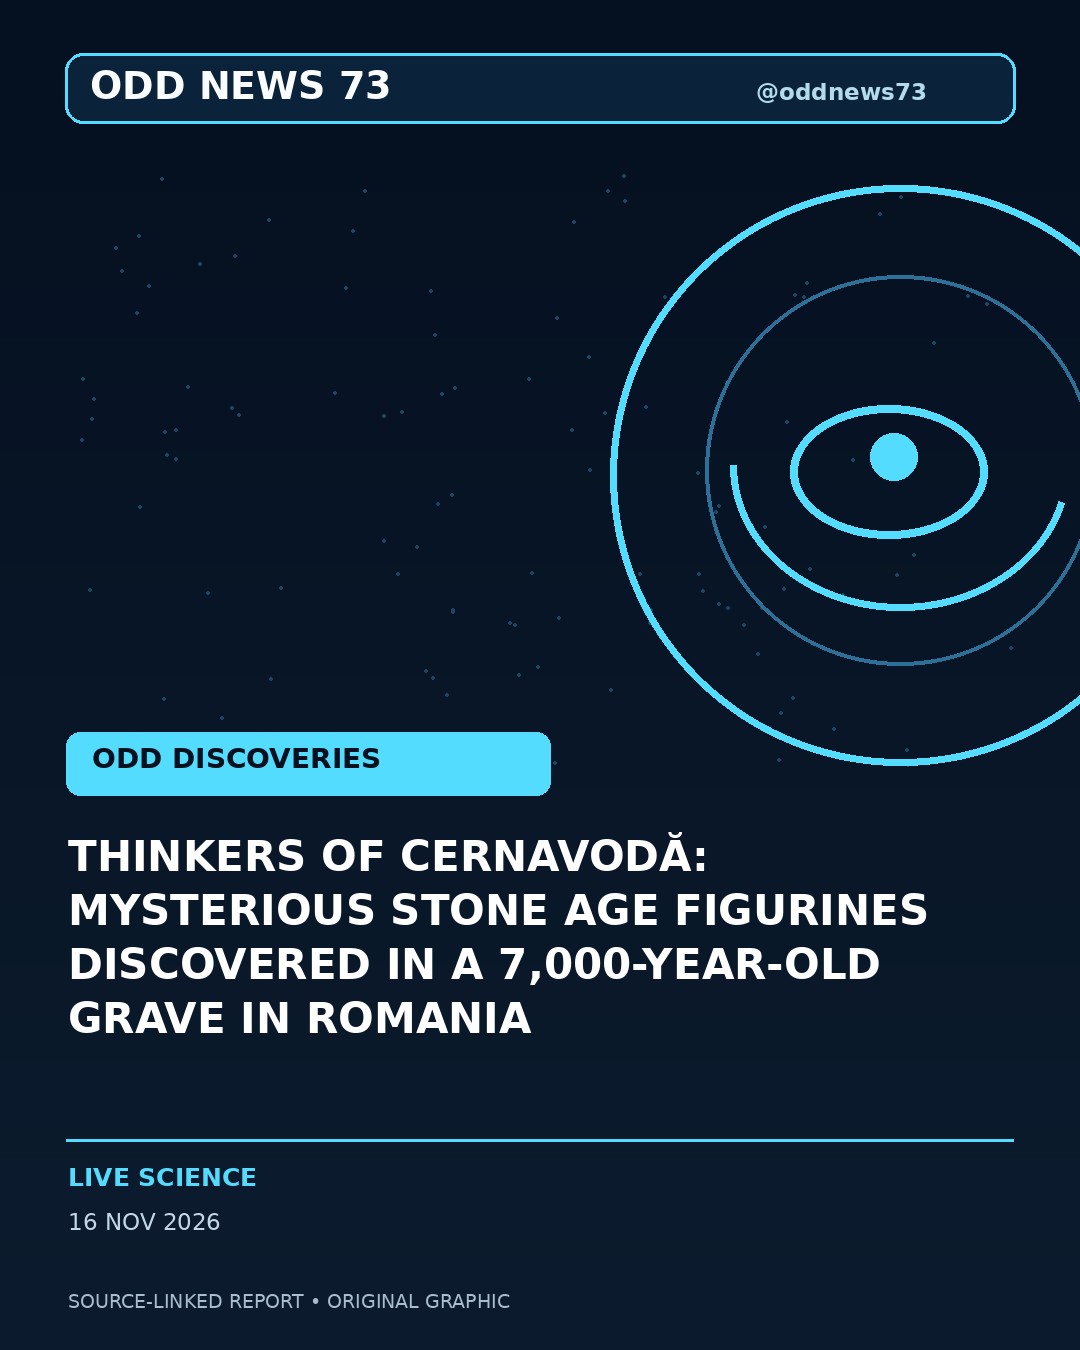 ODD NEWS 73
@oddnews73
ODD DISCOVERIES
THINKERS OF CERNAVODĂ:
MYSTERIOUS STONE AGE FIGURINES
DISCOVERED IN A 7,000-YEAR-OLD
GRAVE IN ROMANIA
LIVE SCIENCE
16 NOV 2026
SOURCE-LINKED REPORT • ORIGINAL GRAPHIC